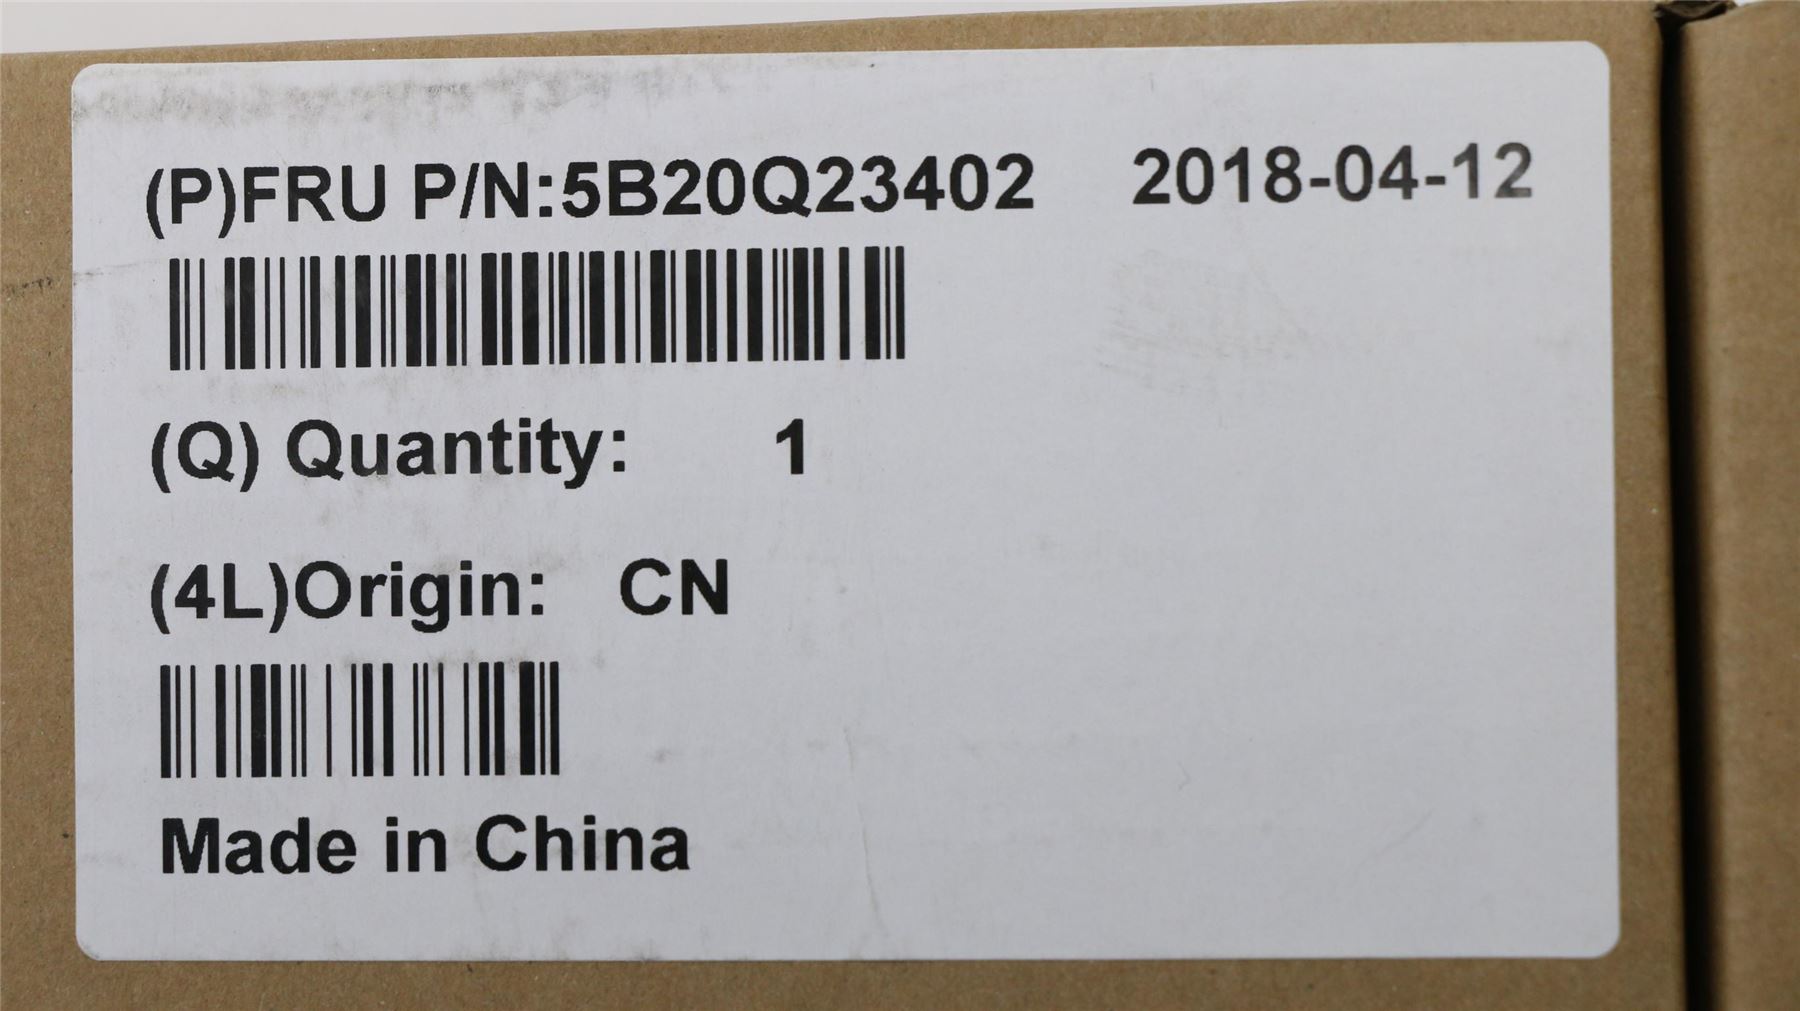 (P)FRU P/N:5B20Q23402 2018-04-12
(Q) Quantity: 1
(4L)Origin: CN
Made in China